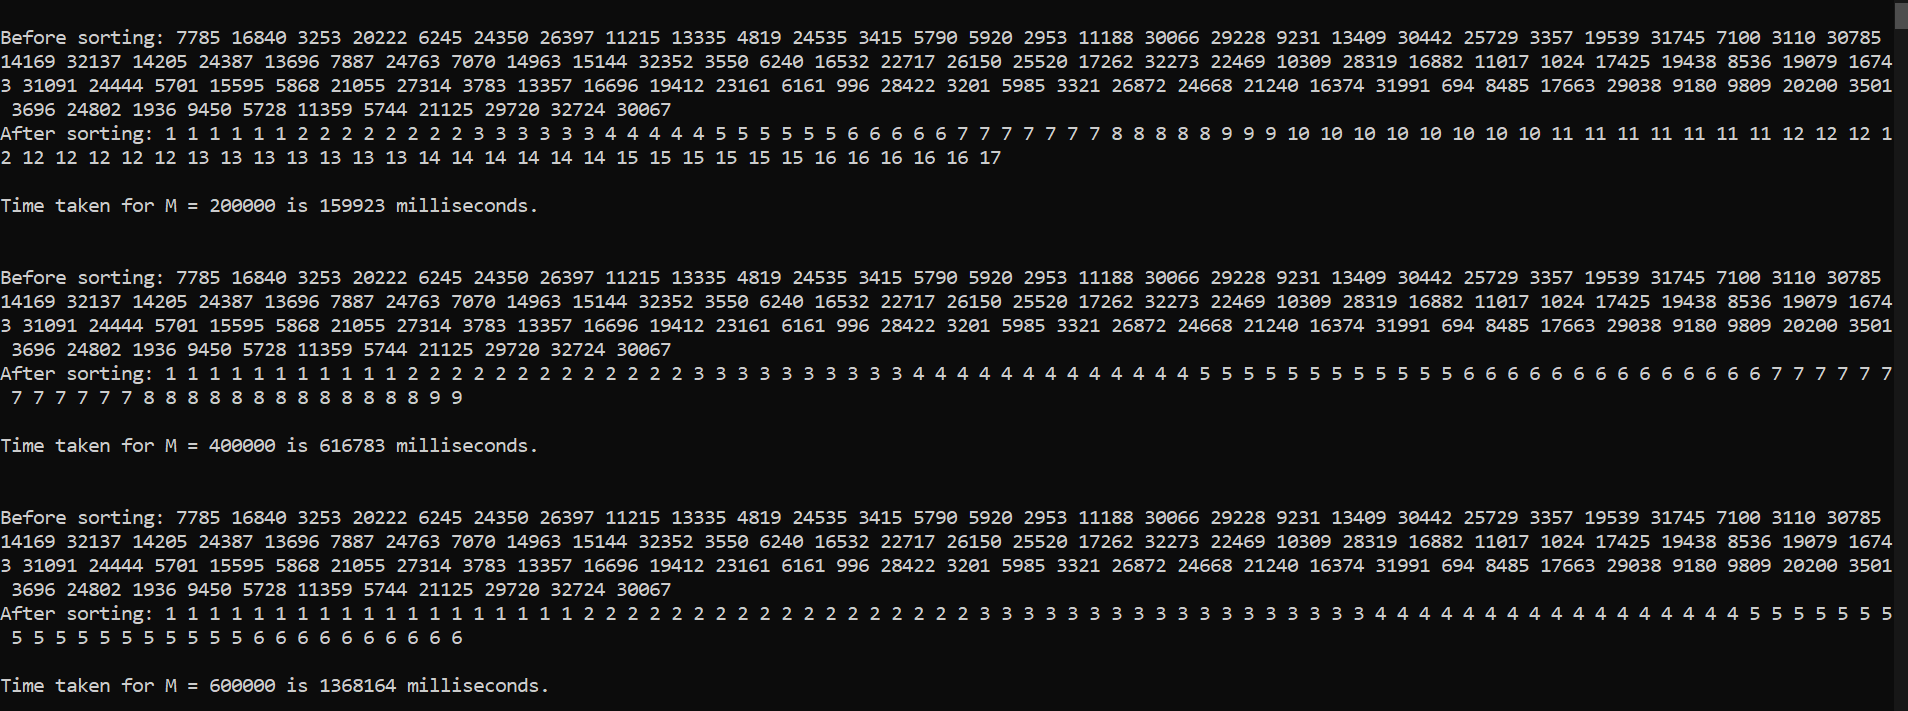 Before sorting: 7785 16840 3253 20222 6245 24350 26397 11215 13335 4819 24535 3415 5790 5920 2953 11188 30066 29228 9231 13409 30442 25729 3357 19539 31745 7100 3110 30785
14169 32137 14205 24387 13696 7887 24763 7070 14963 15144 32352 3550 6240 16532 22717 26150 25520 17262 32273 22469 10309 28319 16882 11017 1024 17425 19438 8536 19079 1674
3 31091 24444 5701 15595 5868 21055 27314 3783 13357 16696 19412 23161 6161 996 28422 3201 5985 3321 26872 24668 21240 16374 31991 694 8485 17663 29038 9180 9809 20200 3501
3696 24802 1936 9450 5728 11359 5744 21125 29720 32724 30067
After sorting: 1 1 1 1 1 1 2 2 2 2 2 2 2 2 3 3 3 3 3 3 4 4 4 4 4 5 5 5 5 5 5 6 6 6 6 6 7 7 7 7 7 7 7 8 8 8 8 8 9 9 9 10 10 10 10 10 10 10 10 11 11 11 11 11 11 11 12 12 12 1
2 12 12 12 12 12 13 13 13 13 13 13 13 14 14 14 14 14 14 15 15 15 15 15 15 16 16 16 16 16 17
Time taken for M = 200000 is 159923 milliseconds.
Before sorting: 7785 16840 3253 20222 6245 24350 26397 11215 13335 4819 24535 3415 5790 5920 2953 11188 30066 29228 9231 13409 30442 25729 3357 19539 31745 7100 3110 30785
14169 32137 14205 24387 13696 7887 24763 7070 14963 15144 32352 3550 6240 16532 22717 26150 25520 17262 32273 22469 10309 28319 16882 11017 1024 17425 19438 8536 19079 1674
3 31091 24444 5701 15595 5868 21055 27314 3783 13357 16696 19412 23161 6161 996 28422 3201 5985 3321 26872 24668 21240 16374 31991 694 8485 17663 29038 9180 9809 20200 3501
3696 24802 1936 9450 5728 11359 5744 21125 29720 32724 30067
After sorting: 1 1 1 1 1 1 1 1 1 1 1 2 2 2 2 2 2 2 2 2 2 2 2 2 3 3 3 3 3 3 3 3 3 3 4 4 4 4 4 4 4 4 4 4 4 4 4 5 5 5 5 5 5 5 5 5 5 5 5 6 6 6 6 6 6 6 6 6 6 6 6 6 6 7 7 7 7 7 7
7 7 7 7 7 7 8 8 8 8 8 8 8 8 8 8 8 8 8 9 9
Time taken for M = 400000 is 616783 milliseconds.
Before sorting: 7785 16840 3253 20222 6245 24350 26397 11215 13335 4819 24535 3415 5790 5920 2953 11188 30066 29228 9231 13409 30442 25729 3357 19539 31745 7100 3110 30785
14169 32137 14205 24387 13696 7887 24763 7070 14963 15144 32352 3550 6240 16532 22717 26150 25520 17262 32273 22469 10309 28319 16882 11017 1024 17425 19438 8536 19079 1674
3 31091 24444 5701 15595 5868 21055 27314 3783 13357 16696 19412 23161 6161 996 28422 3201 5985 3321 26872 24668 21240 16374 31991 694 8485 17663 29038 9180 9809 20200 3501
3696 24802 1936 9450 5728 11359 5744 21125 29720 32724 30067
After sorting: 1 1 1 1 1 1 1 1 1 1 1 1 1 1 1 1 1 1 1 2 2 2 2 2 2 2 2 2 2 2 2 2 2 2 2 2 2 3 3 3 3 3 3 3 3 3 3 3 3 3 3 3 3 3 3 4 4 4 4 4 4 4 4 4 4 4 4 4 4 4 4 4 5 5 5 5 5 5 5
5 5 5 5 5 5 5 5 5 5 5 6 6 6 6 6 6 6 6 6 6
Time taken for M = 600000 is 1368164 milliseconds.